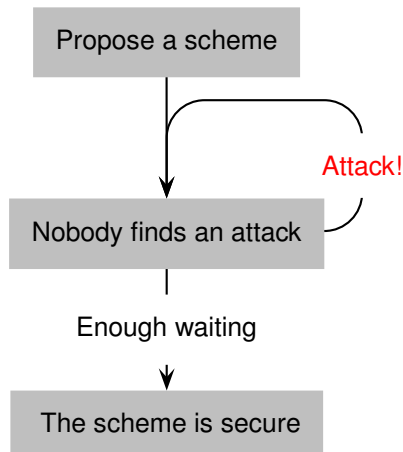 Propose a scheme
Attack!
Nobody finds an attack
Enough waiting
The scheme is secure